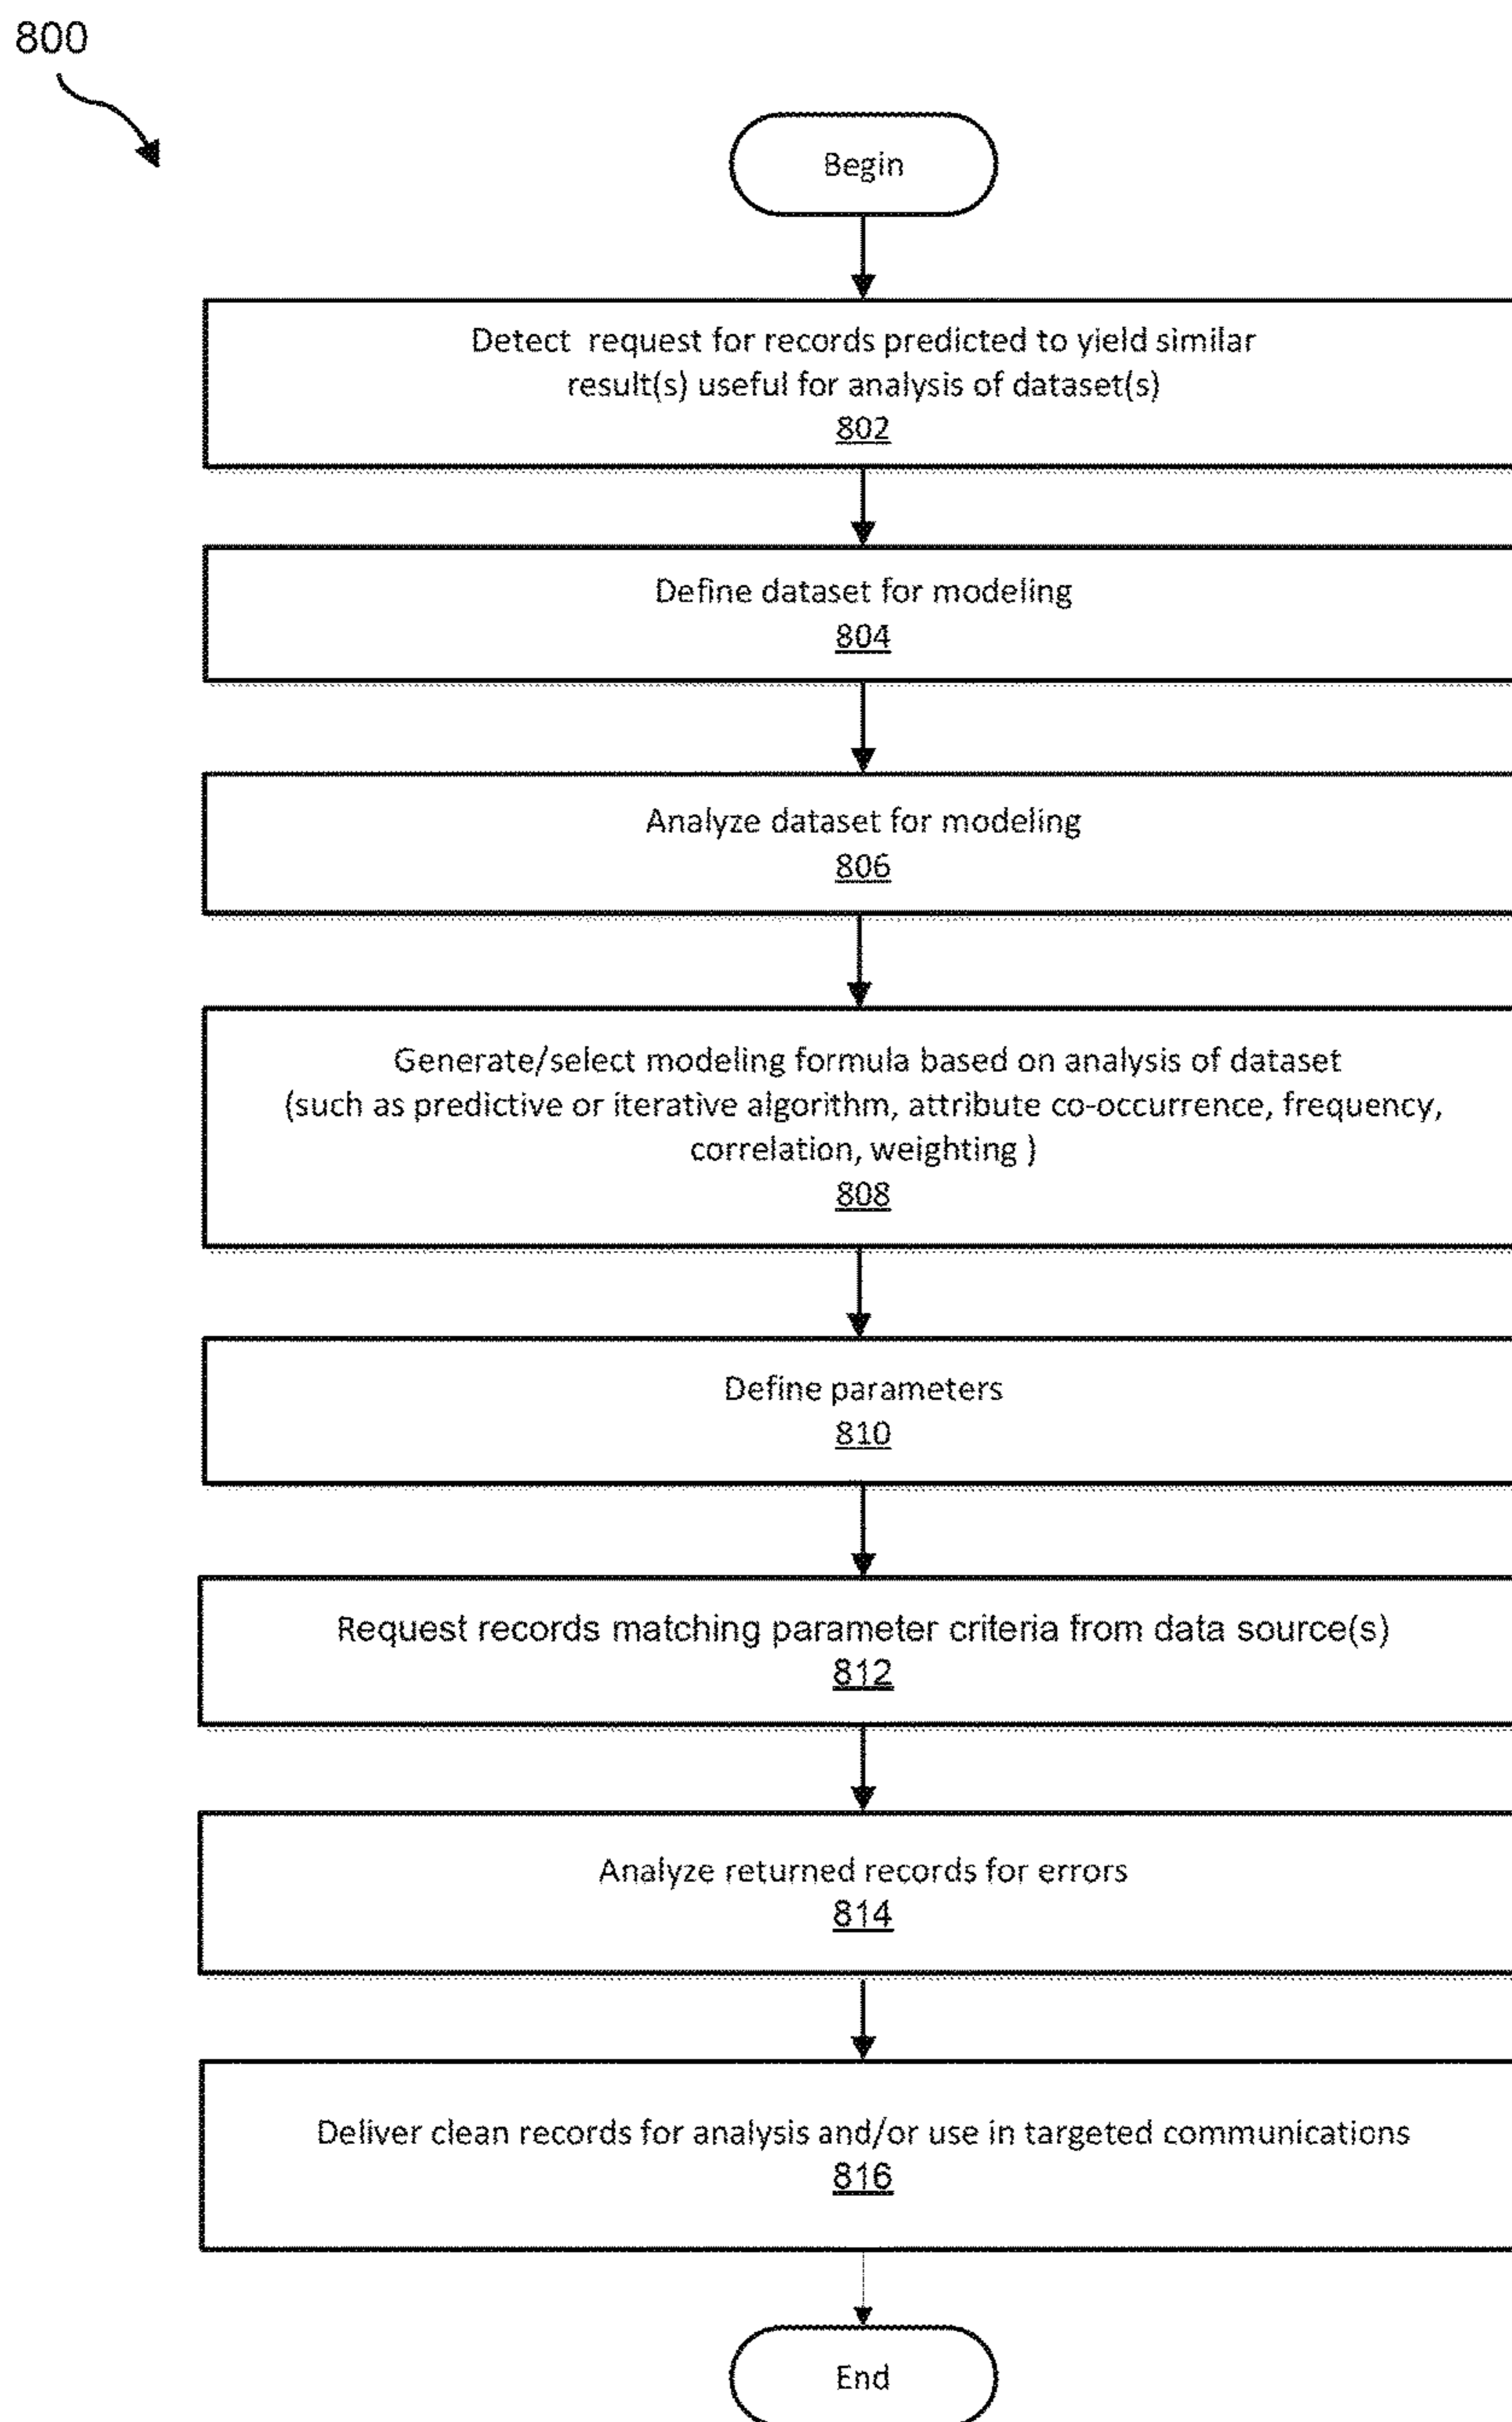 800
Begin
Detect request for records predicted to yield similar
result(s) useful for analysis of dataset(s)
802
Define dataset for modeling
804
Analyze dataset for modeling
806
Generate/select modeling formula based on analysis of dataset
(such as predictive or iterative algorithm, attribute co-occurrence, frequency,
correlation, weighting )
808
Define parameters
810
Request records matching parameter criteria from data source(s)
812
Analyze returned records for errors
814
Deliver clean records for analysis and/or use in targeted communications
816
End